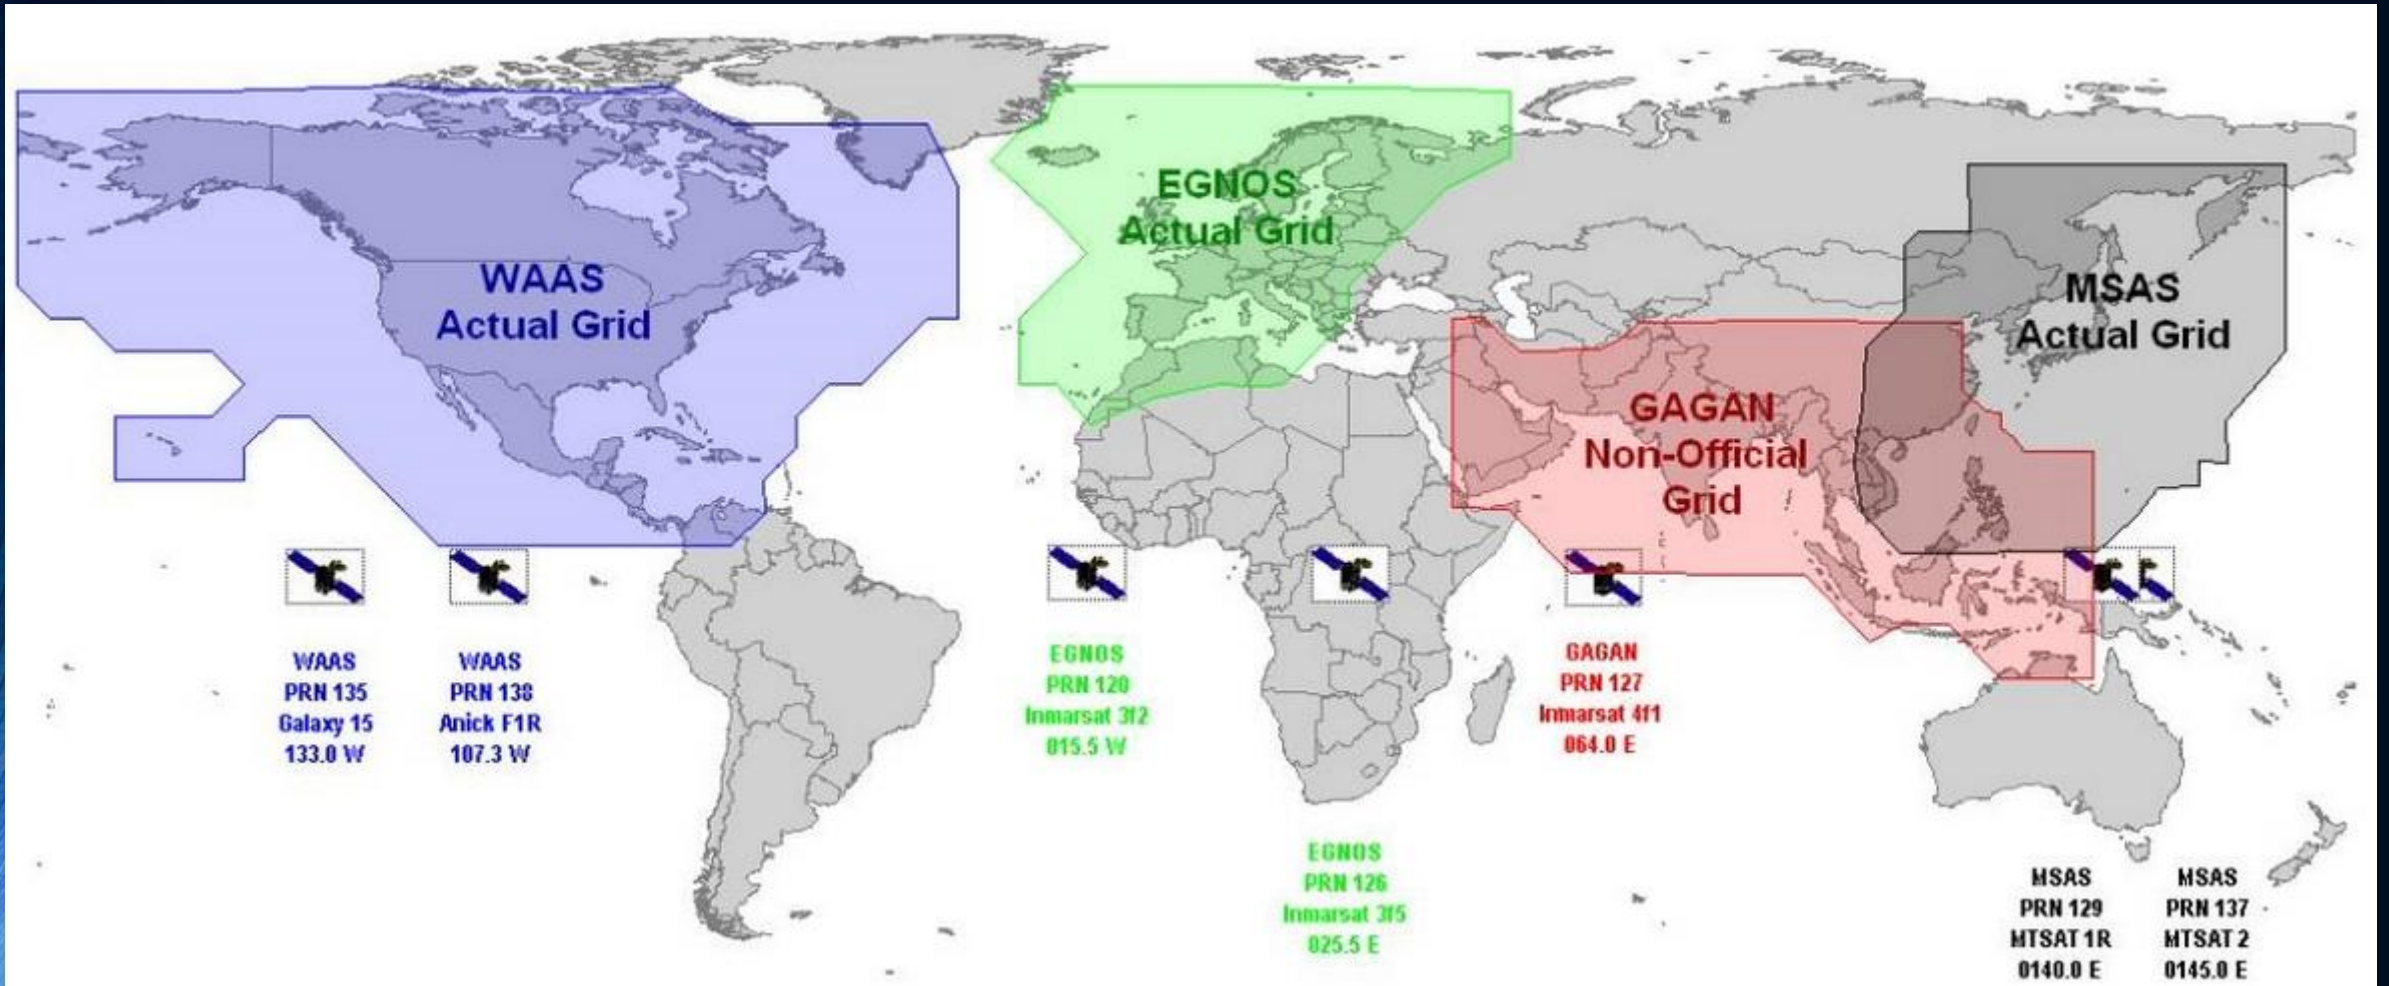 EGNOS
Actual Grid
WAAS
Actual Grid
MSAS
Actual Grid
GAGAN
Non-Official
Grid
WAAS
PRN 135
Galaxy 15
133.0 W
WAAS
PRN 138
Anick F1R
107.3 W
EGNOS
PRN 120
Inmarsat 3f2
015.5 W
EGNOS
PRN 126
Inmarsat 3f5
025.5 E
GAGAN
PRN 127
Inmarsat 4f1
064.0 E
MSAS
PRN 129
MTSAT 1R
0140.0 E
MSAS
PRN 137
MTSAT 2
0145.0 E